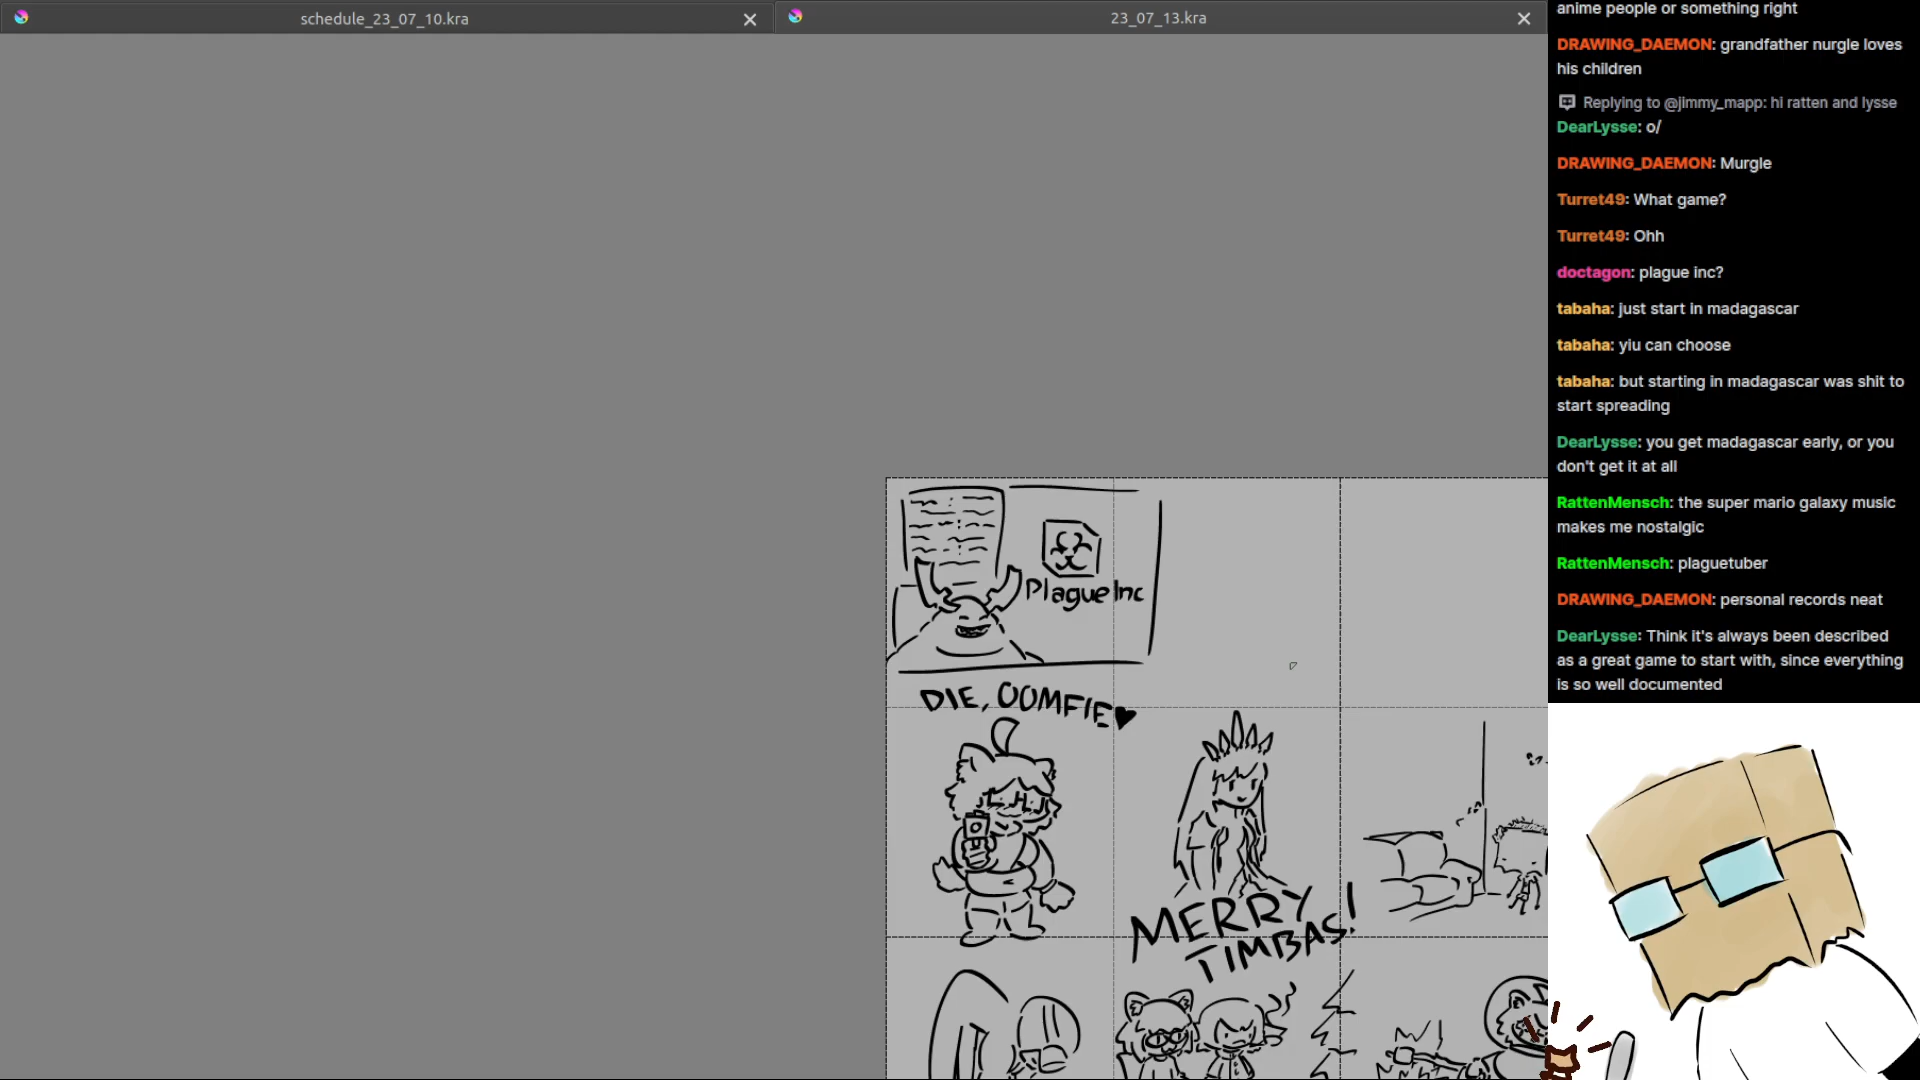 schedule_23_07_10.kra
23_07_13.kra
anime people or something right
DRAWING_DAEMON: grandfather nurgle loves
his children
Replying to @jimmy_mapp: hi ratten and lysse
DearLysse: o/
DRAWING_DAEMON: Murgle
Turret49: What game?
Turret49: Ohh
doctagon: plague inc?
tabaha: just start in madagascar
tabaha: yiu can choose
tabaha: but starting in madagascar was shit to
start spreading
DearLysse: you get madagascar early, or you
don't get it at all
RattenMensch: the super mario galaxy music
makes me nostalgic
RattenMensch: plaguetuber
DRAWING_DAEMON: personal records neat
DearLysse: Think it's always been described
as a great game to start with, since everything
is so well documented
Plague Inc
DIE, OOMFIE♥
MERRY
TIMBAS!